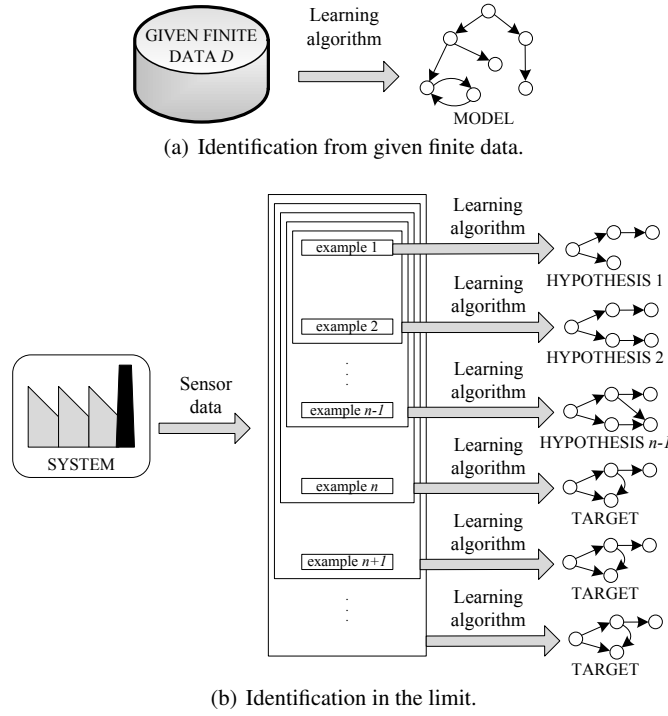 GIVEN FINITE
DATA D
Learning
algorithm
MODEL
(a) Identification from given finite data.
SYSTEM
Sensor
data
example 1
Learning
algorithm
HYPOTHESIS 1
example 2
Learning
algorithm
HYPOTHESIS 2
. . .
example n-1
Learning
algorithm
HYPOTHESIS n-1
example n
Learning
algorithm
TARGET
example n+1
Learning
algorithm
TARGET
. . .
Learning
algorithm
TARGET
(b) Identification in the limit.